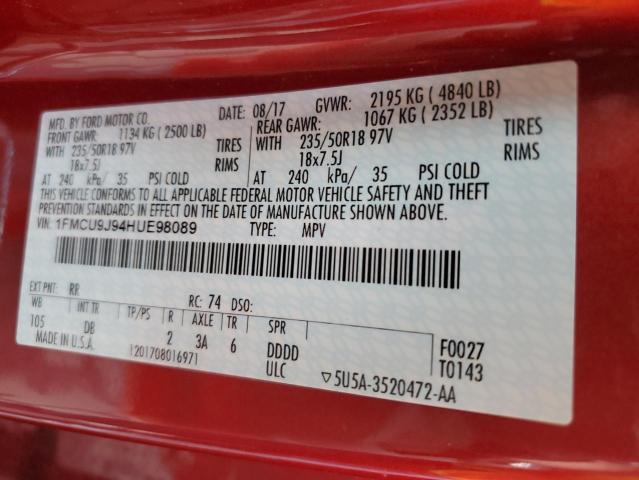 MFD. BY FORD MOTOR CO. DATE: 08/17 GVWR: 2195 KG ( 4840 LB)
FRONT GAWR: 1134 KG ( 2500 LB) REAR GAWR: 1067 KG ( 2352 LB)
WITH 235/50R18 97V TIRES WITH 235/50R18 97V TIRES
18x7.5J RIMS 18x7.5J RIMS
AT 240 kPa/ 35 PSI COLD AT 240 kPa/ 35 PSI COLD
THIS VEHICLE CONFORMS TO ALL APPLICABLE FEDERAL MOTOR VEHICLE SAFETY AND THEFT
PREVENTION STANDARDS IN EFFECT ON THE DATE OF MANUFACTURE SHOWN ABOVE.
VIN: 1FMCU9J94HUE98089 TYPE: MPV
EXT PNT: RR RC: 74 DSO:
WB INT TR TP/PS R AXLE TR SPR
105 DB 2 3A 6 DDDD F0027
MADE IN U.S.A. 1201708016971 ULC T0143
▽5U5A-3520472-AA